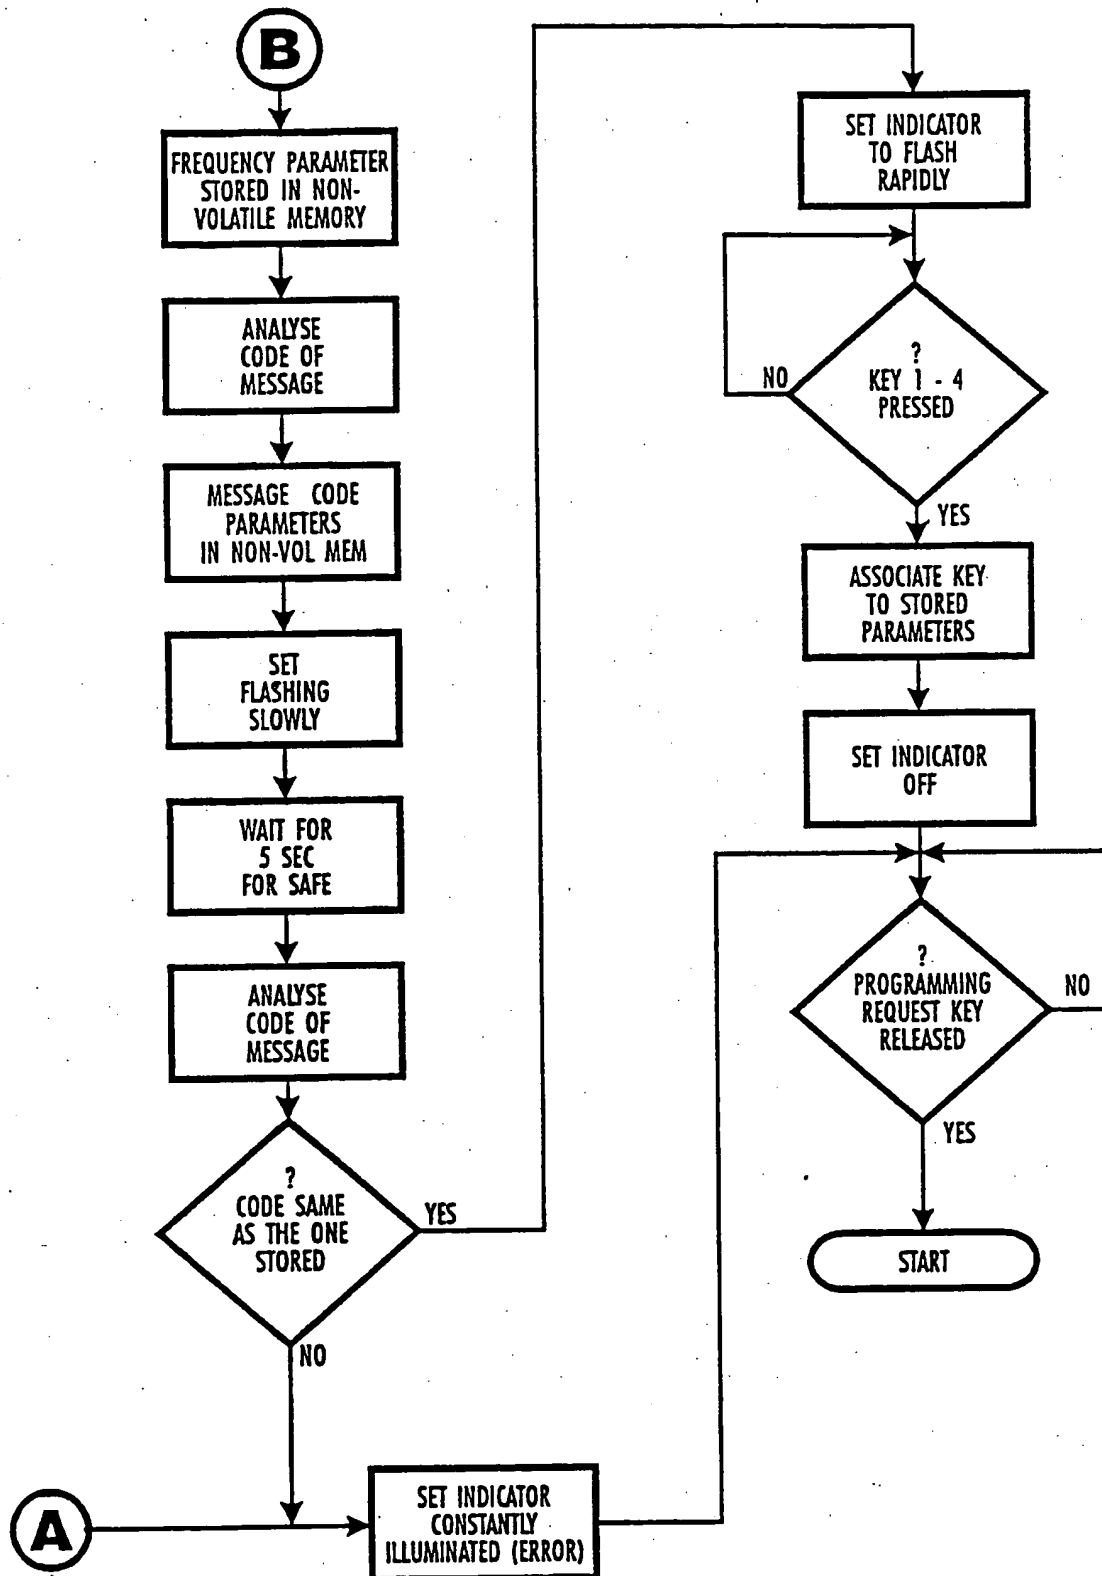 B
FREQUENCY PARAMETER
STORED IN NON-
VOLATILE MEMORY
ANALYSE
CODE OF
MESSAGE
MESSAGE CODE
PARAMETERS
IN NON-VOL MEM
SET
FLASHING
SLOWLY
WAIT FOR
5 SEC
FOR SAFE
ANALYSE
CODE OF
MESSAGE
?
CODE SAME
AS THE ONE
STORED
YES
NO
A
SET INDICATOR
CONSTANTLY
ILLUMINATED (ERROR)
SET INDICATOR
TO FLASH
RAPIDLY
?
KEY 1 - 4
PRESSED
NO
YES
ASSOCIATE KEY
TO STORED
PARAMETERS
SET INDICATOR
OFF
?
PROGRAMMING
REQUEST KEY
RELEASED
NO
YES
START